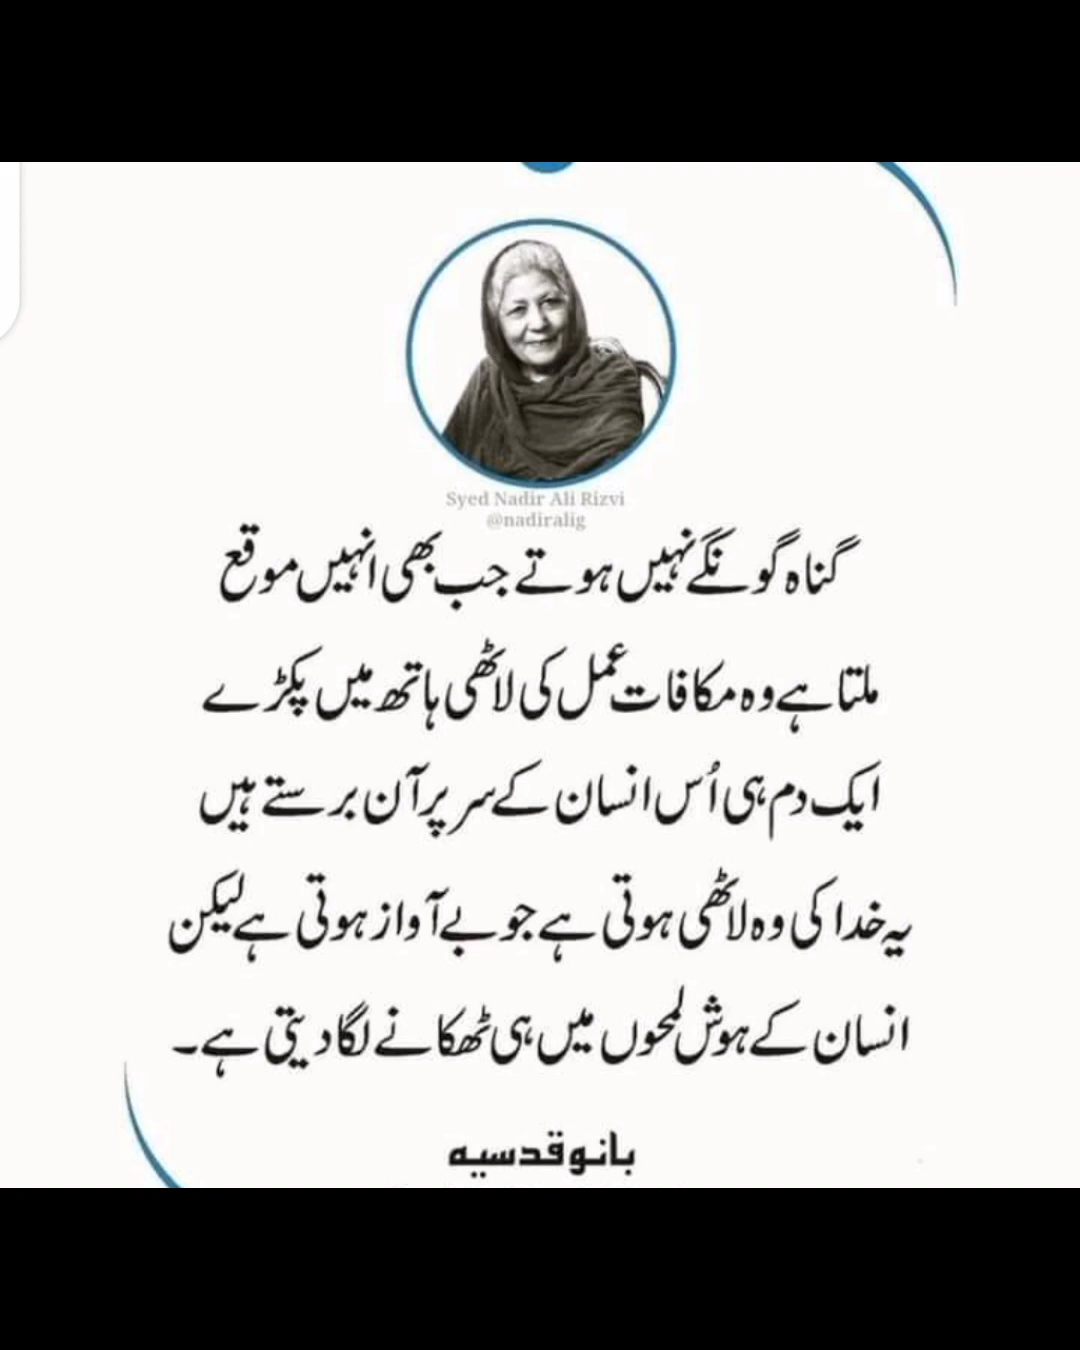 Syed Nadir Ali Rizvi
@nadiralig
گناہ گونگے نہیں ہوتے جب بھی انہیں موقع
ملتا ہے وہ مکافات عمل کی لاٹھی ہاتھ میں پکڑے
ایک دم ہی اُس انسان کے سر پر آن برستے ہیں
یہ خدا کی وہ لاٹھی ہوتی ہے جو بے آواز ہوتی ہے لیکن
انسان کے ہوش لمحوں میں ہی ٹھکانے لگا دیتی ہے۔
بانو قدسیہ